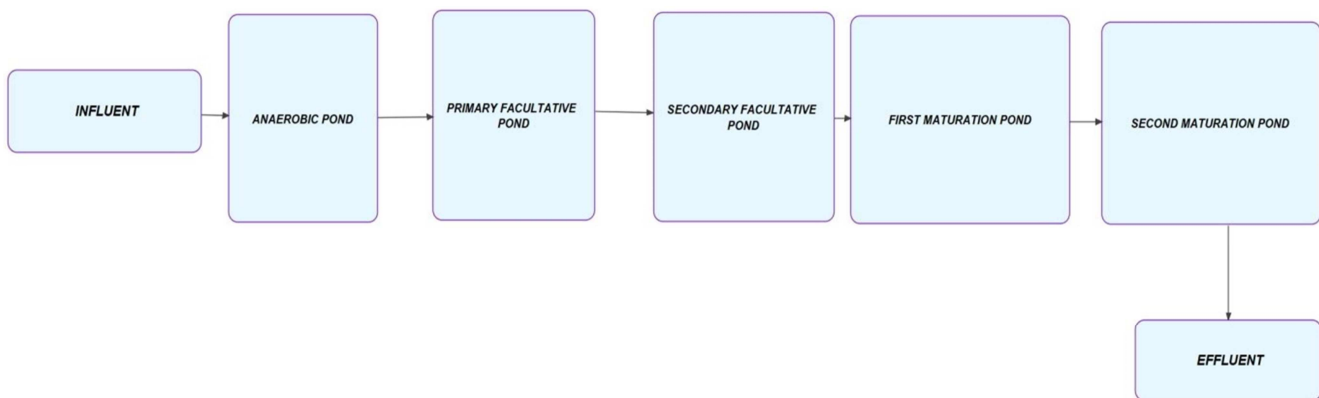 INFLUENT
ANAEROBIC POND
PRIMARY FACULTATIVE
POND
SECONDARY FACULTATIVE
POND
FIRST MATURATION POND
SECOND MATURATION POND
EFFLUENT